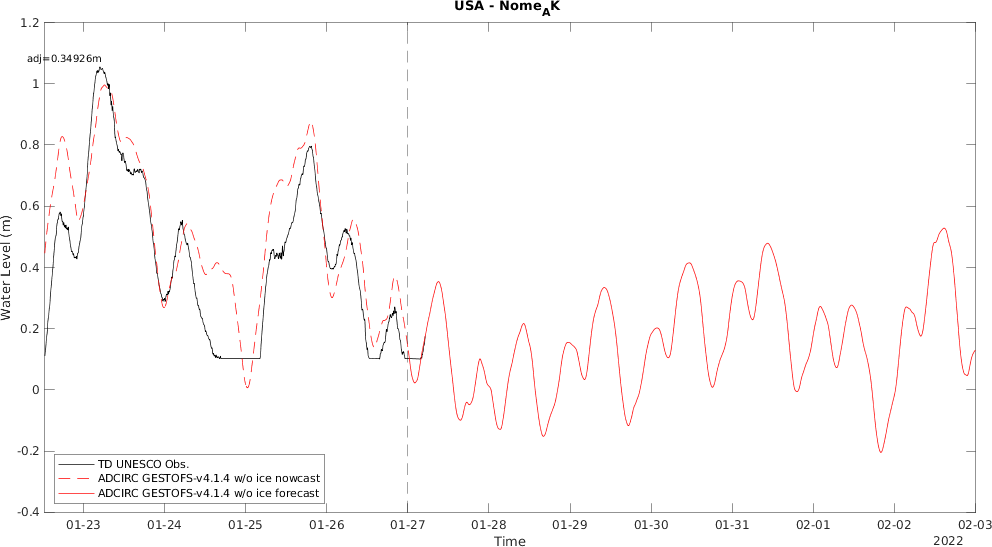 USA - Nome_AK
adj=0.34926m
1.2
1
0.8
0.6
0.4
0.2
0
-0.2
-0.4
Water Level (m)
TD UNESCO Obs.
ADCIRC GESTOFS-v4.1.4 w/o ice nowcast
ADCIRC GESTOFS-v4.1.4 w/o ice forecast
01-23 01-24 01-25 01-26 01-27 01-28 01-29 01-30 01-31 02-01 02-02 02-03
Time
2022